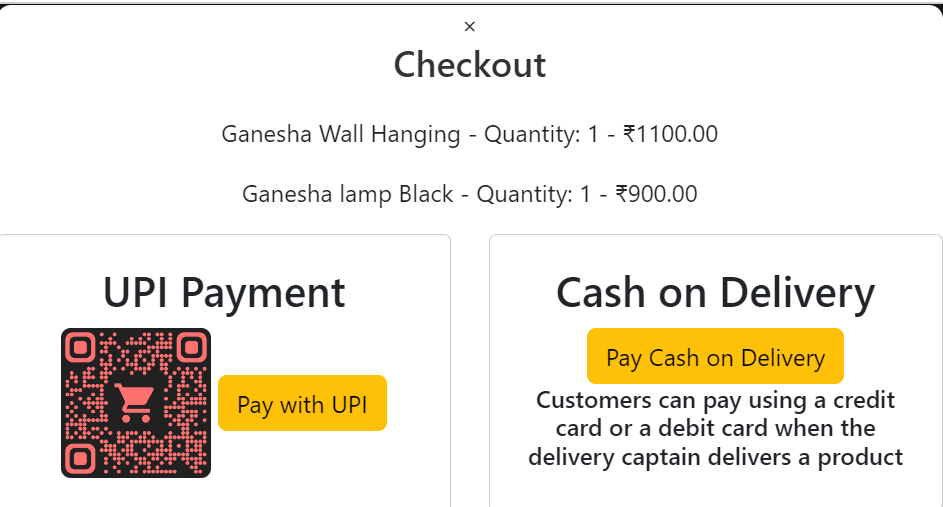 ×
Checkout
Ganesha Wall Hanging - Quantity: 1 - ₹1100.00
Ganesha lamp Black - Quantity: 1 - ₹900.00
UPI Payment
Pay with UPI
Cash on Delivery
Pay Cash on Delivery
Customers can pay using a credit
card or a debit card when the
delivery captain delivers a product